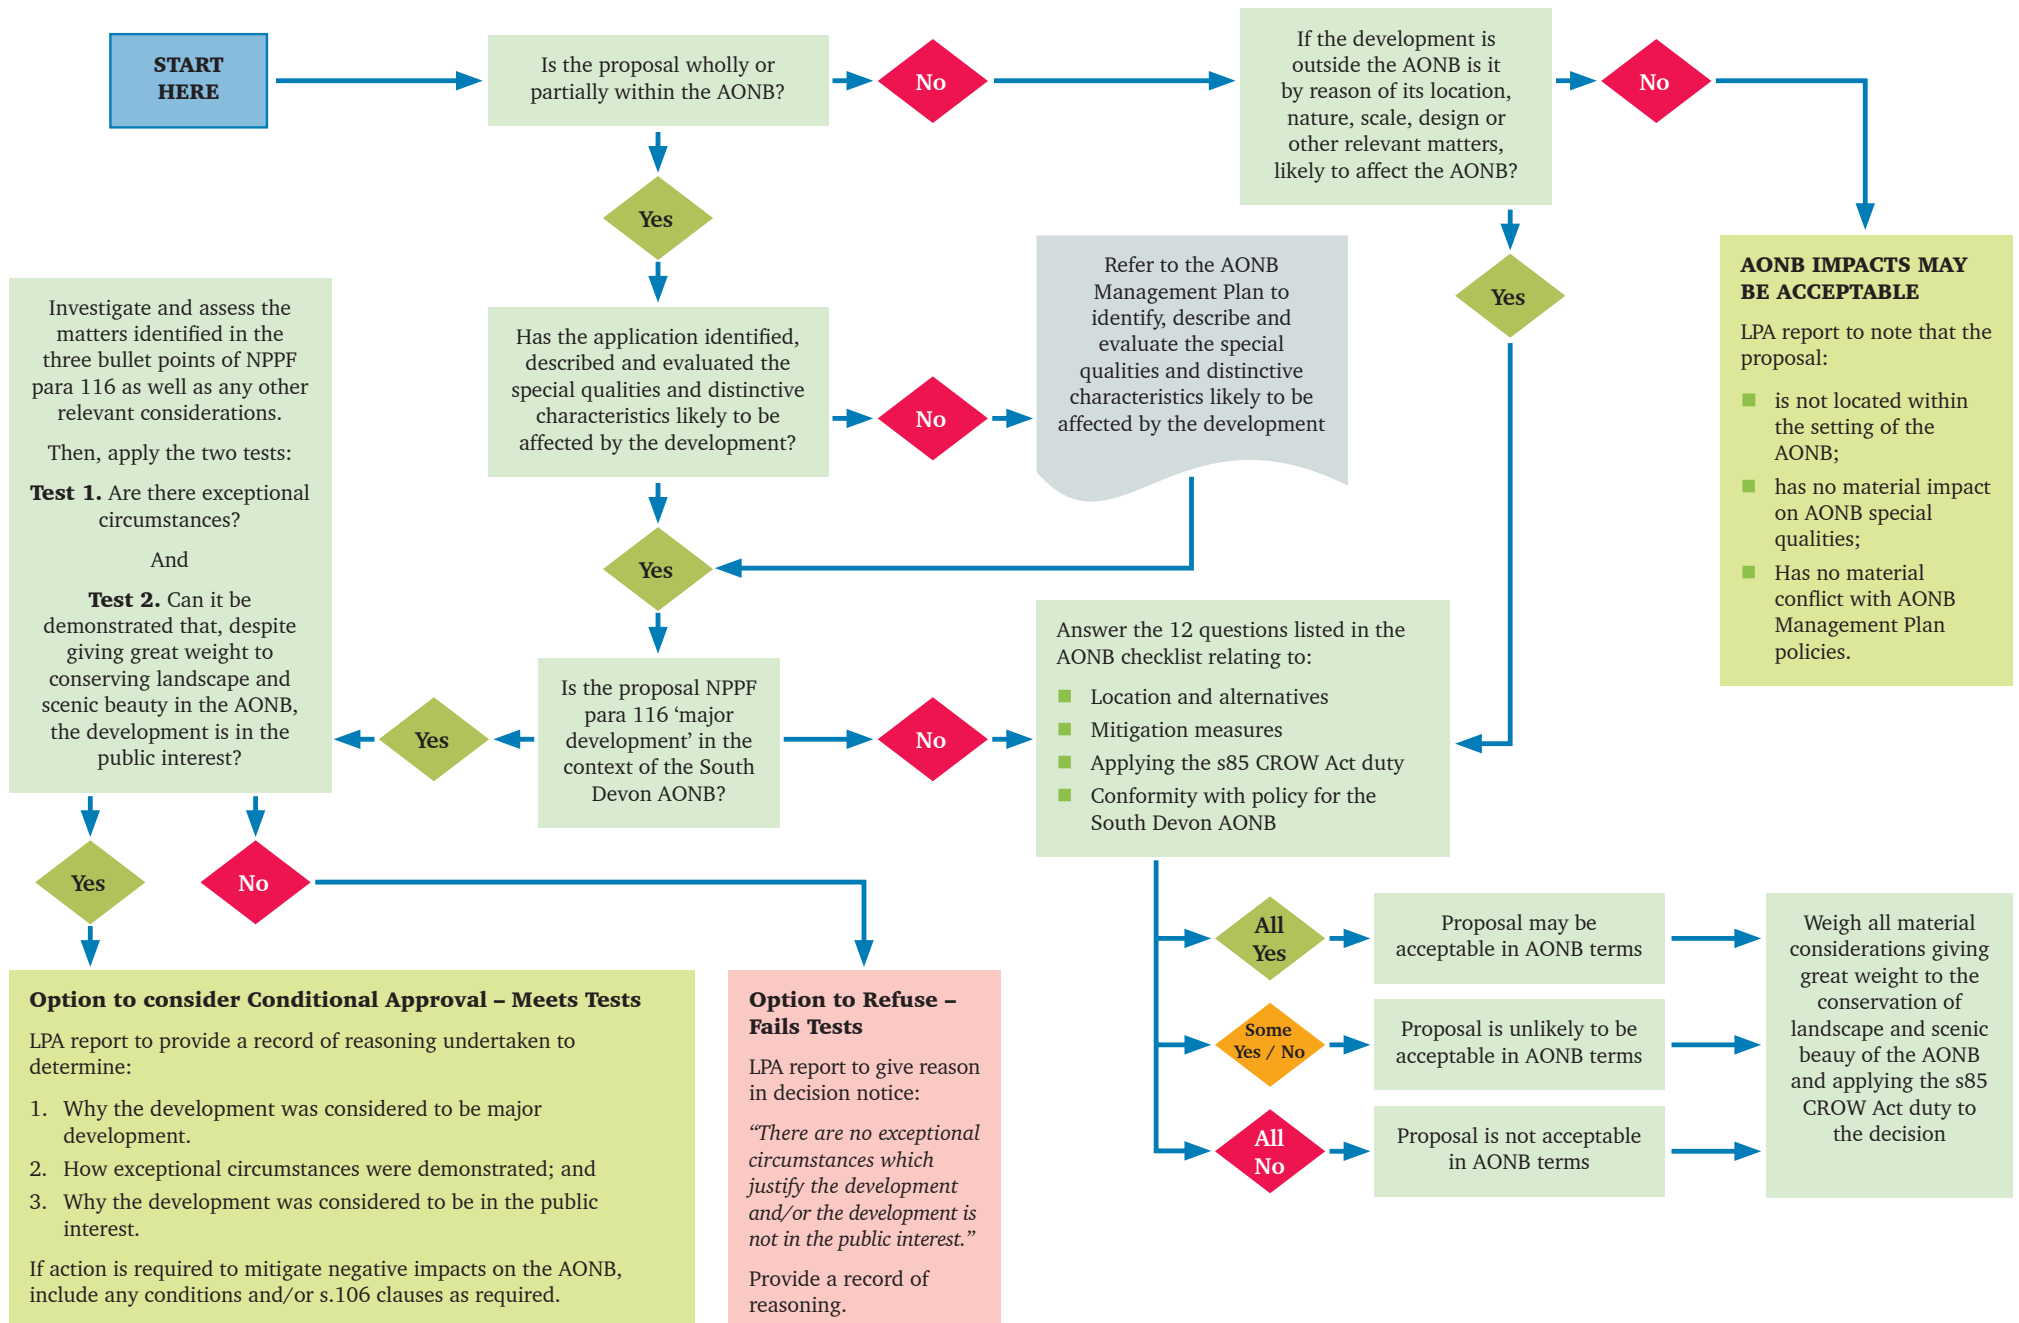 START
HERE
Is the proposal wholly or
partially within the AONB?
No
If the development is
outside the AONB is it
by reason of its location,
nature, scale, design or
other relevant matters,
likely to affect the AONB?
No
Yes
Yes
AONB IMPACTS MAY
BE ACCEPTABLE
LPA report to note that the
proposal:
is not located within
the setting of the
AONB;
has no material impact
on AONB special
qualities;
Has no material
conflict with AONB
Management Plan
policies.
Has the application identified,
described and evaluated the
special qualities and distinctive
characteristics likely to be
affected by the development?
No
Refer to the AONB
Management Plan to
identify, describe and
evaluate the special
qualities and distinctive
characteristics likely to be
affected by the development
Yes
Is the proposal NPPF
para 116 ‘major
development’ in the
context of the South
Devon AONB?
Yes
No
Investigate and assess the
matters identified in the
three bullet points of NPPF
para 116 as well as any other
relevant considerations.
Then, apply the two tests:
Test 1. Are there exceptional
circumstances?
And
Test 2. Can it be
demonstrated that, despite
giving great weight to
conserving landscape and
scenic beauty in the AONB,
the development is in the
public interest?
Yes
No
Answer the 12 questions listed in the
AONB checklist relating to:
Location and alternatives
Mitigation measures
Applying the s85 CROW Act duty
Conformity with policy for the
South Devon AONB
All
Yes
Proposal may be
acceptable in AONB terms
Some
Yes / No
Proposal is unlikely to be
acceptable in AONB terms
All
No
Proposal is not acceptable
in AONB terms
Weigh all material
considerations giving
great weight to the
conservation of
landscape and scenic
beauy of the AONB
and applying the s85
CROW Act duty to
the decision
Option to consider Conditional Approval – Meets Tests
LPA report to provide a record of reasoning undertaken to
determine:
1. Why the development was considered to be major
development.
2. How exceptional circumstances were demonstrated; and
3. Why the development was considered to be in the public
interest.
If action is required to mitigate negative impacts on the AONB,
include any conditions and/or s.106 clauses as required.
Option to Refuse –
Fails Tests
LPA report to give reason
in decision notice:
“There are no exceptional
circumstances which
justify the development
and/or the development is
not in the public interest.”
Provide a record of
reasoning.